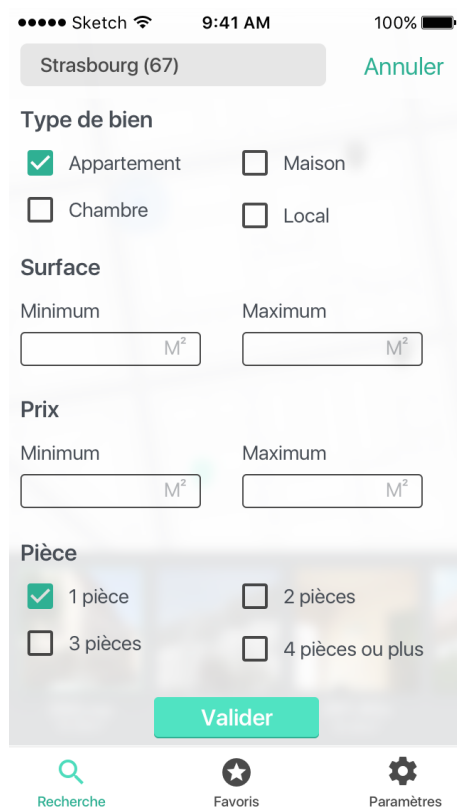 Sketch 9:41 AM 100%
Strasbourg (67) Annuler
Type de bien
Appartement Maison
Chambre Local
Surface
Minimum Maximum
M² M²
Prix
Minimum Maximum
M² M²
Pièce
1 pièce 2 pièces
3 pièces 4 pièces ou plus
Valider
Recherche Favoris Paramètres